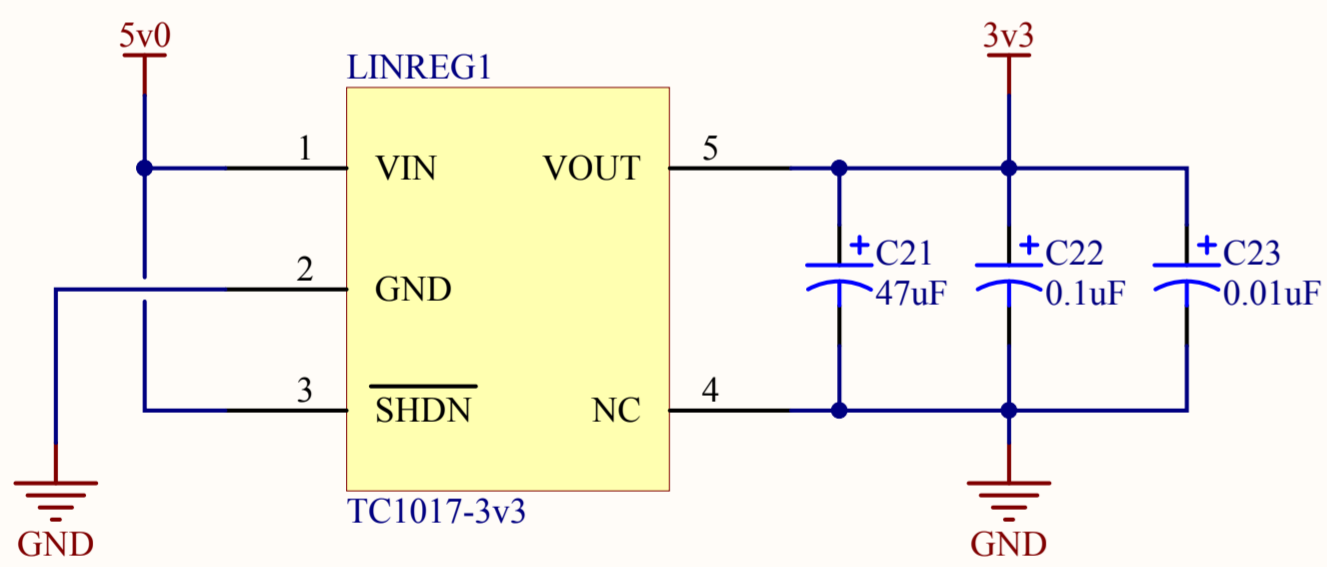 5v0
3v3
LINREG1
1
VIN
VOUT
5
2
GND
+ C21
47uF
+ C22
0.1uF
+ C23
0.01uF
3
SHDN
NC
4
TC1017-3v3
GND
GND